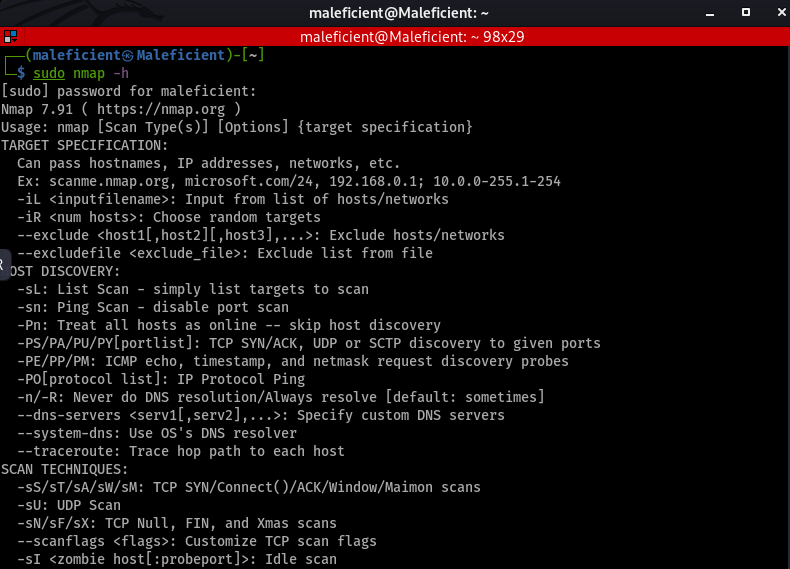 maleficient@Maleficient: ~
maleficient@Maleficient: ~ 98x29
(maleficient㉿Maleficient)-[~]
$ sudo nmap -h
[sudo] password for maleficient:
Nmap 7.91 ( https://nmap.org )
Usage: nmap [Scan Type(s)] [Options] {target specification}
TARGET SPECIFICATION:
  Can pass hostnames, IP addresses, networks, etc.
  Ex: scanme.nmap.org, microsoft.com/24, 192.168.0.1; 10.0.0-255.1-254
  -iL <inputfilename>: Input from list of hosts/networks
  -iR <num hosts>: Choose random targets
  --exclude <host1[,host2][,host3],...>: Exclude hosts/networks
  --excludefile <exclude_file>: Exclude list from file
OST DISCOVERY:
  -sL: List Scan - simply list targets to scan
  -sn: Ping Scan - disable port scan
  -Pn: Treat all hosts as online -- skip host discovery
  -PS/PA/PU/PY[portlist]: TCP SYN/ACK, UDP or SCTP discovery to given ports
  -PE/PP/PM: ICMP echo, timestamp, and netmask request discovery probes
  -PO[protocol list]: IP Protocol Ping
  -n/-R: Never do DNS resolution/Always resolve [default: sometimes]
  --dns-servers <serv1[,serv2],...>: Specify custom DNS servers
  --system-dns: Use OS's DNS resolver
  --traceroute: Trace hop path to each host
SCAN TECHNIQUES:
  -sS/sT/sA/sW/sM: TCP SYN/Connect()/ACK/Window/Maimon scans
  -sU: UDP Scan
  -sN/sF/sX: TCP Null, FIN, and Xmas scans
  --scanflags <flags>: Customize TCP scan flags
  -sI <zombie host[:probeport]>: Idle scan